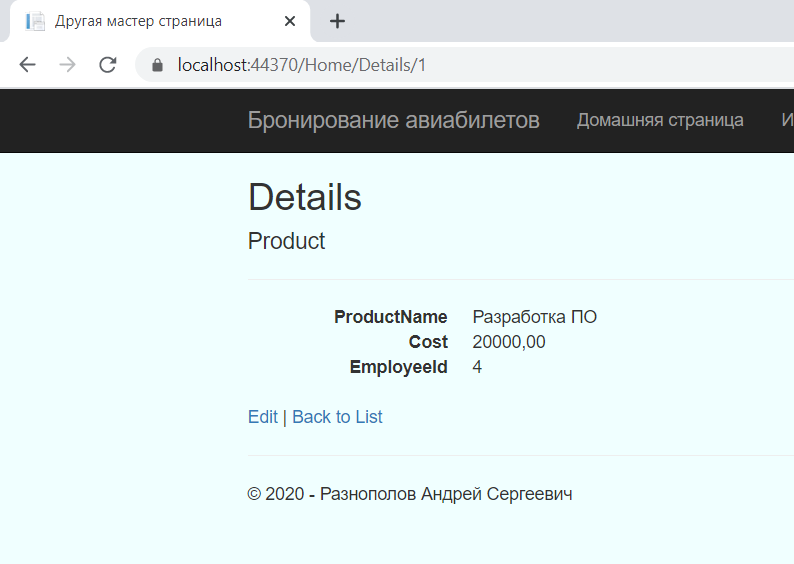 Другая мастер страница
localhost:44370/Home/Details/1
Бронирование авиабилетов Домашняя страница И
Details
Product
ProductName Разработка ПО
Cost 20000,00
EmployeeId 4
Edit | Back to List
© 2020 - Разнополов Андрей Сергеевич